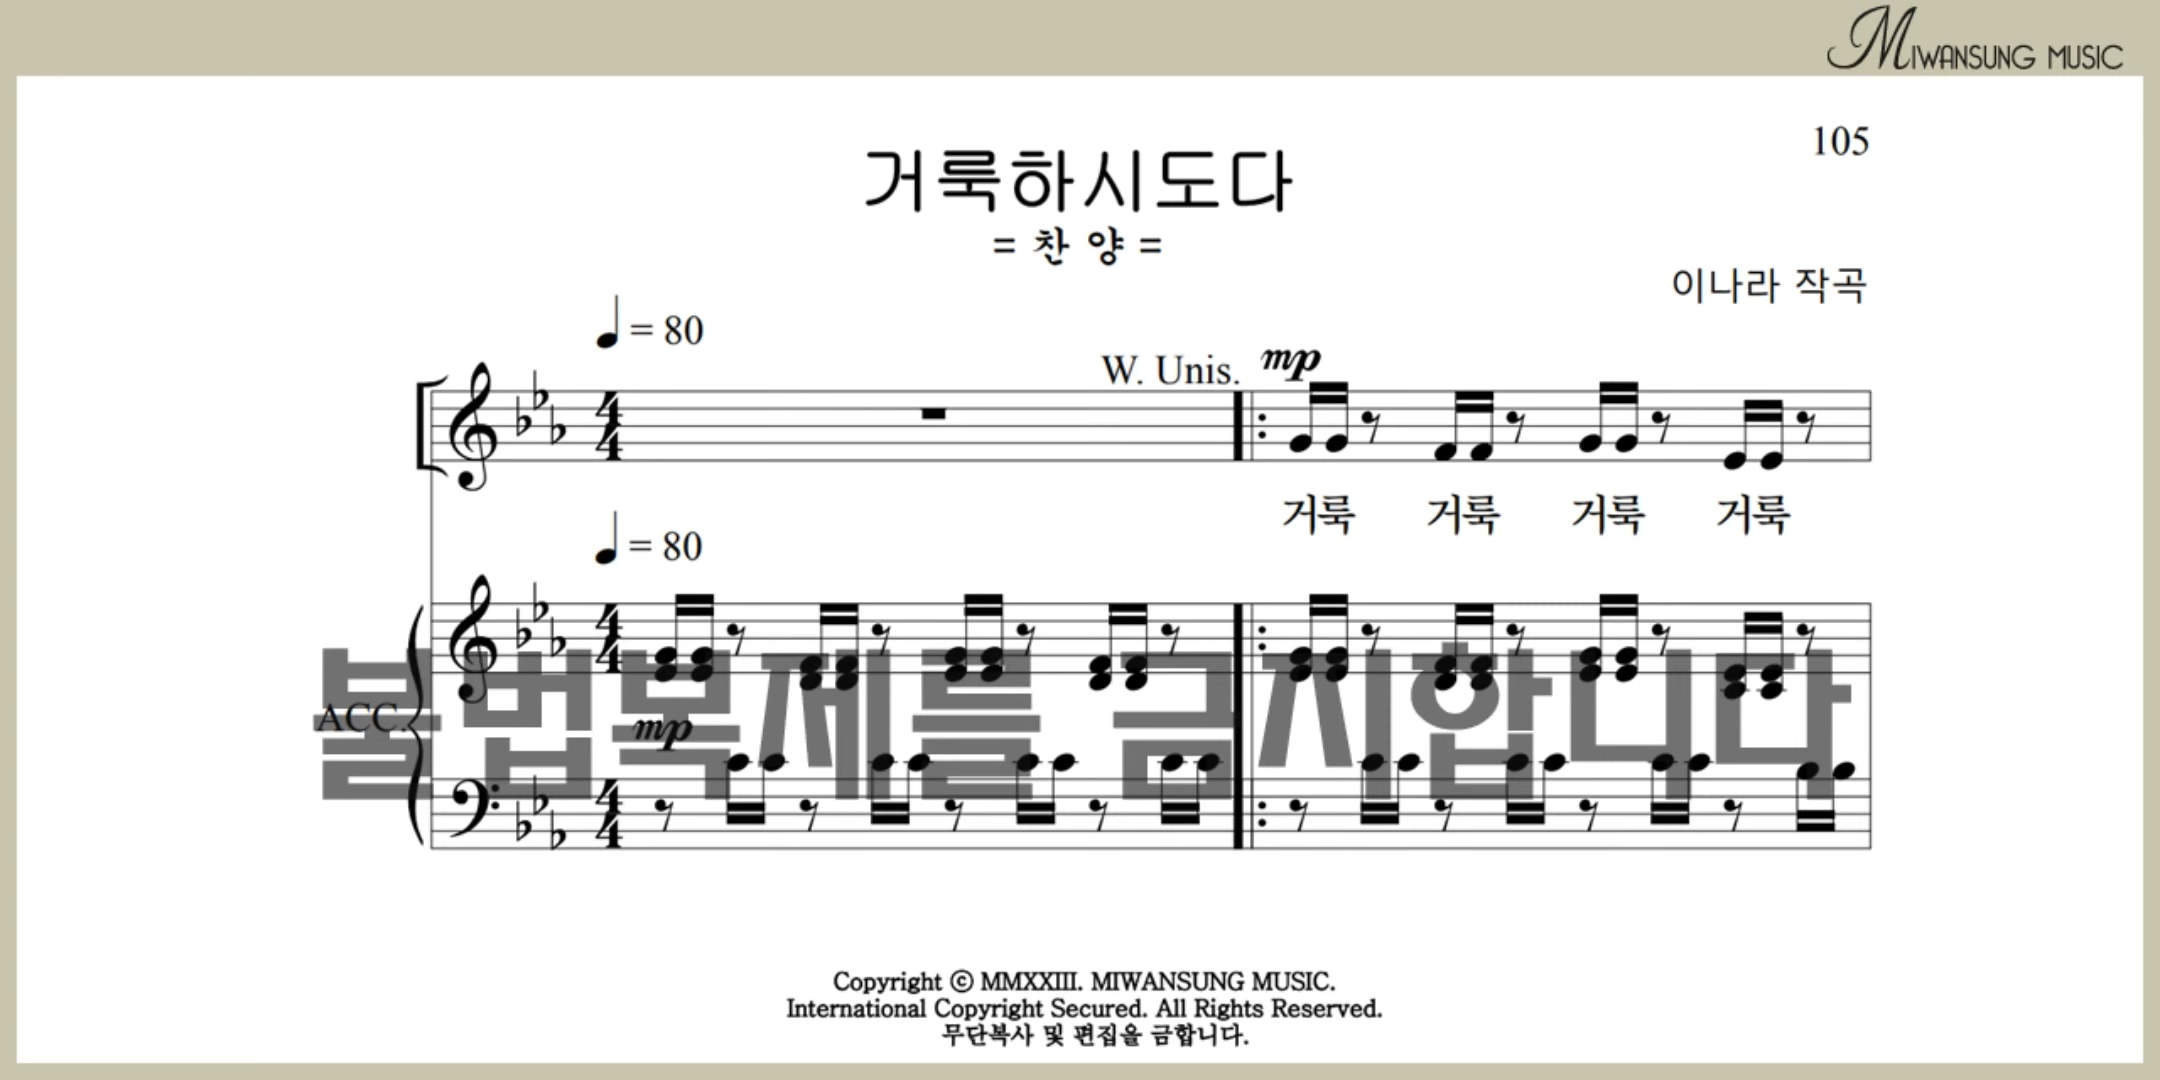 MIWANSUNG MUSIC
105
거룩하시도다
= 찬 양 =
이나라 작곡
= 80
W. Unis. mp
거룩 거룩 거룩 거룩
= 80
불법복제를 금지합니다
ACC.
mp
Copyright ⓒ MMXXIII. MIWANSUNG MUSIC.
International Copyright Secured. All Rights Reserved.
무단복사 및 편집을 금합니다.